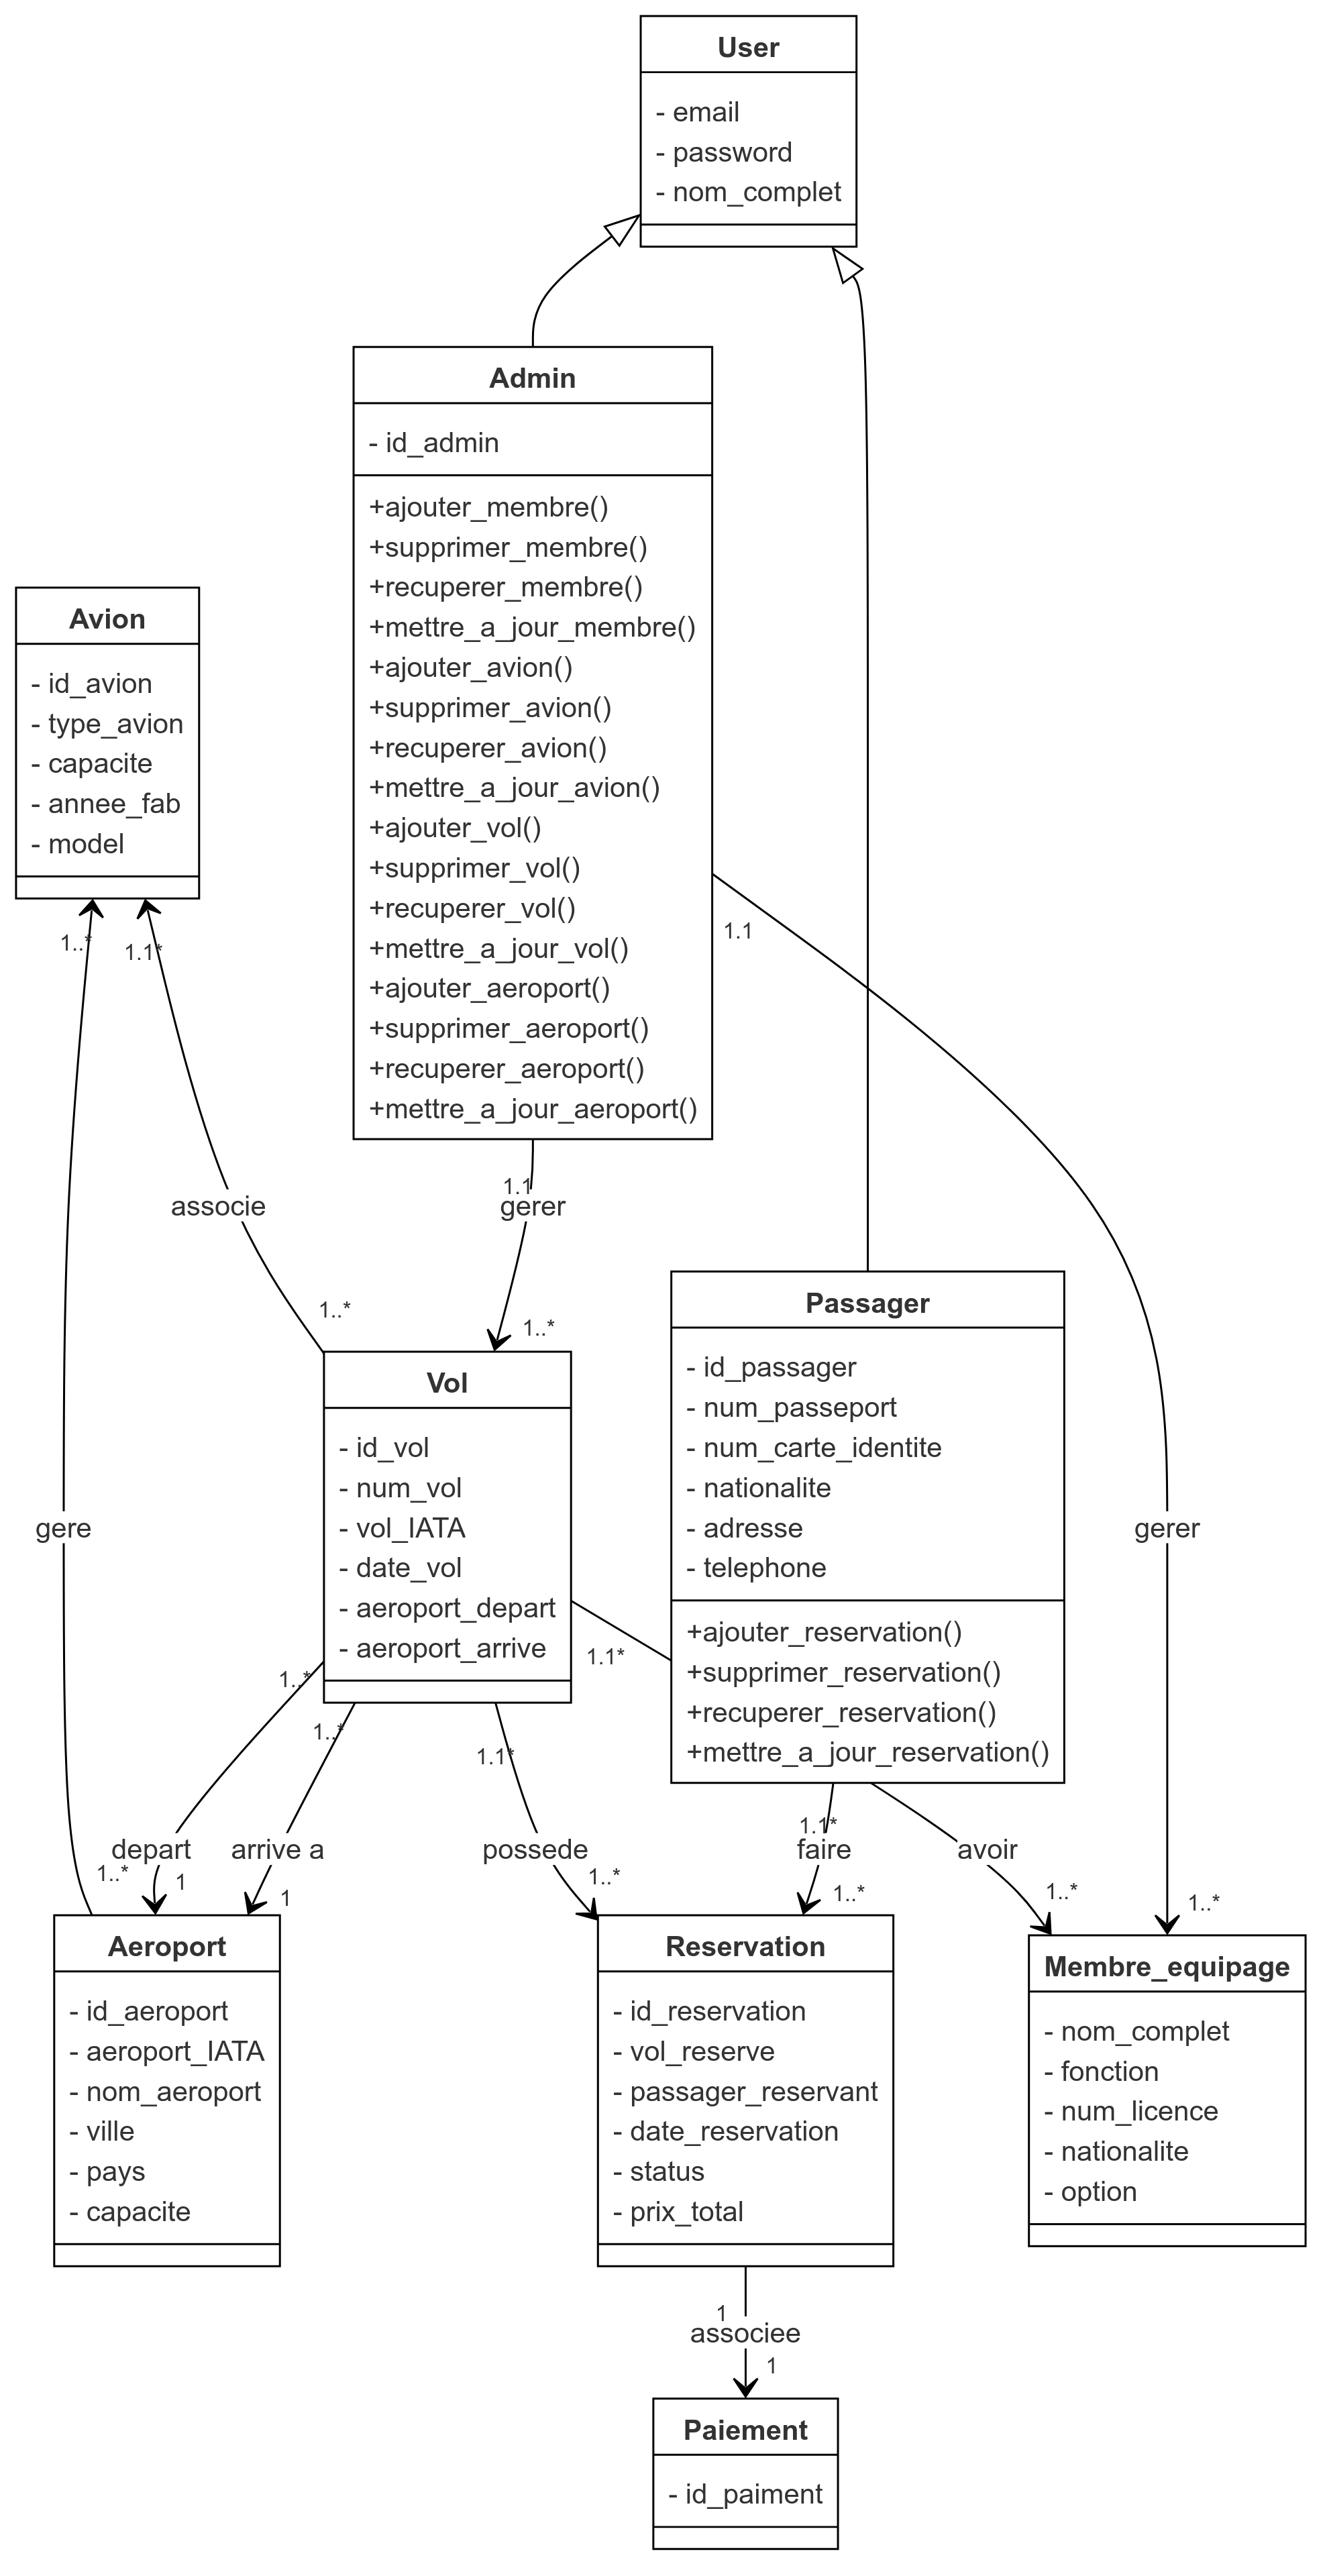 User
- email
- password
- nom_complet
Admin
- id_admin
+ajouter_membre()
+supprimer_membre()
+recuperer_membre()
+mettre_a_jour_membre()
+ajouter_avion()
+supprimer_avion()
+recuperer_avion()
+mettre_a_jour_avion()
+ajouter_vol()
+supprimer_vol()
+recuperer_vol()
+mettre_a_jour_vol()
+ajouter_aeroport()
+supprimer_aeroport()
+recuperer_aeroport()
+mettre_a_jour_aeroport()
Avion
- id_avion
- type_avion
- capacite
- annee_fab
- model
1..*
1.1*
1.1
associe
1.1
gerer
1..*
1..*
Vol
- id_vol
- num_vol
- vol_IATA
- date_vol
- aeroport_depart
- aeroport_arrive
Passager
- id_passager
- num_passeport
- num_carte_identite
- nationalite
- adresse
- telephone
+ajouter_reservation()
+supprimer_reservation()
+recuperer_reservation()
+mettre_a_jour_reservation()
gere
gerer
1.1*
1..*
1..*
1.1*
1.1*
depart
arrive a
possede
faire
avoir
1..*
1
1
1..*
1..*
1..*
1..*
Aeroport
- id_aeroport
- aeroport_IATA
- nom_aeroport
- ville
- pays
- capacite
Reservation
- id_reservation
- vol_reserve
- passager_reservant
- date_reservation
- status
- prix_total
Membre_equipage
- nom_complet
- fonction
- num_licence
- nationalite
- option
1
associee
1
Paiement
- id_paiment